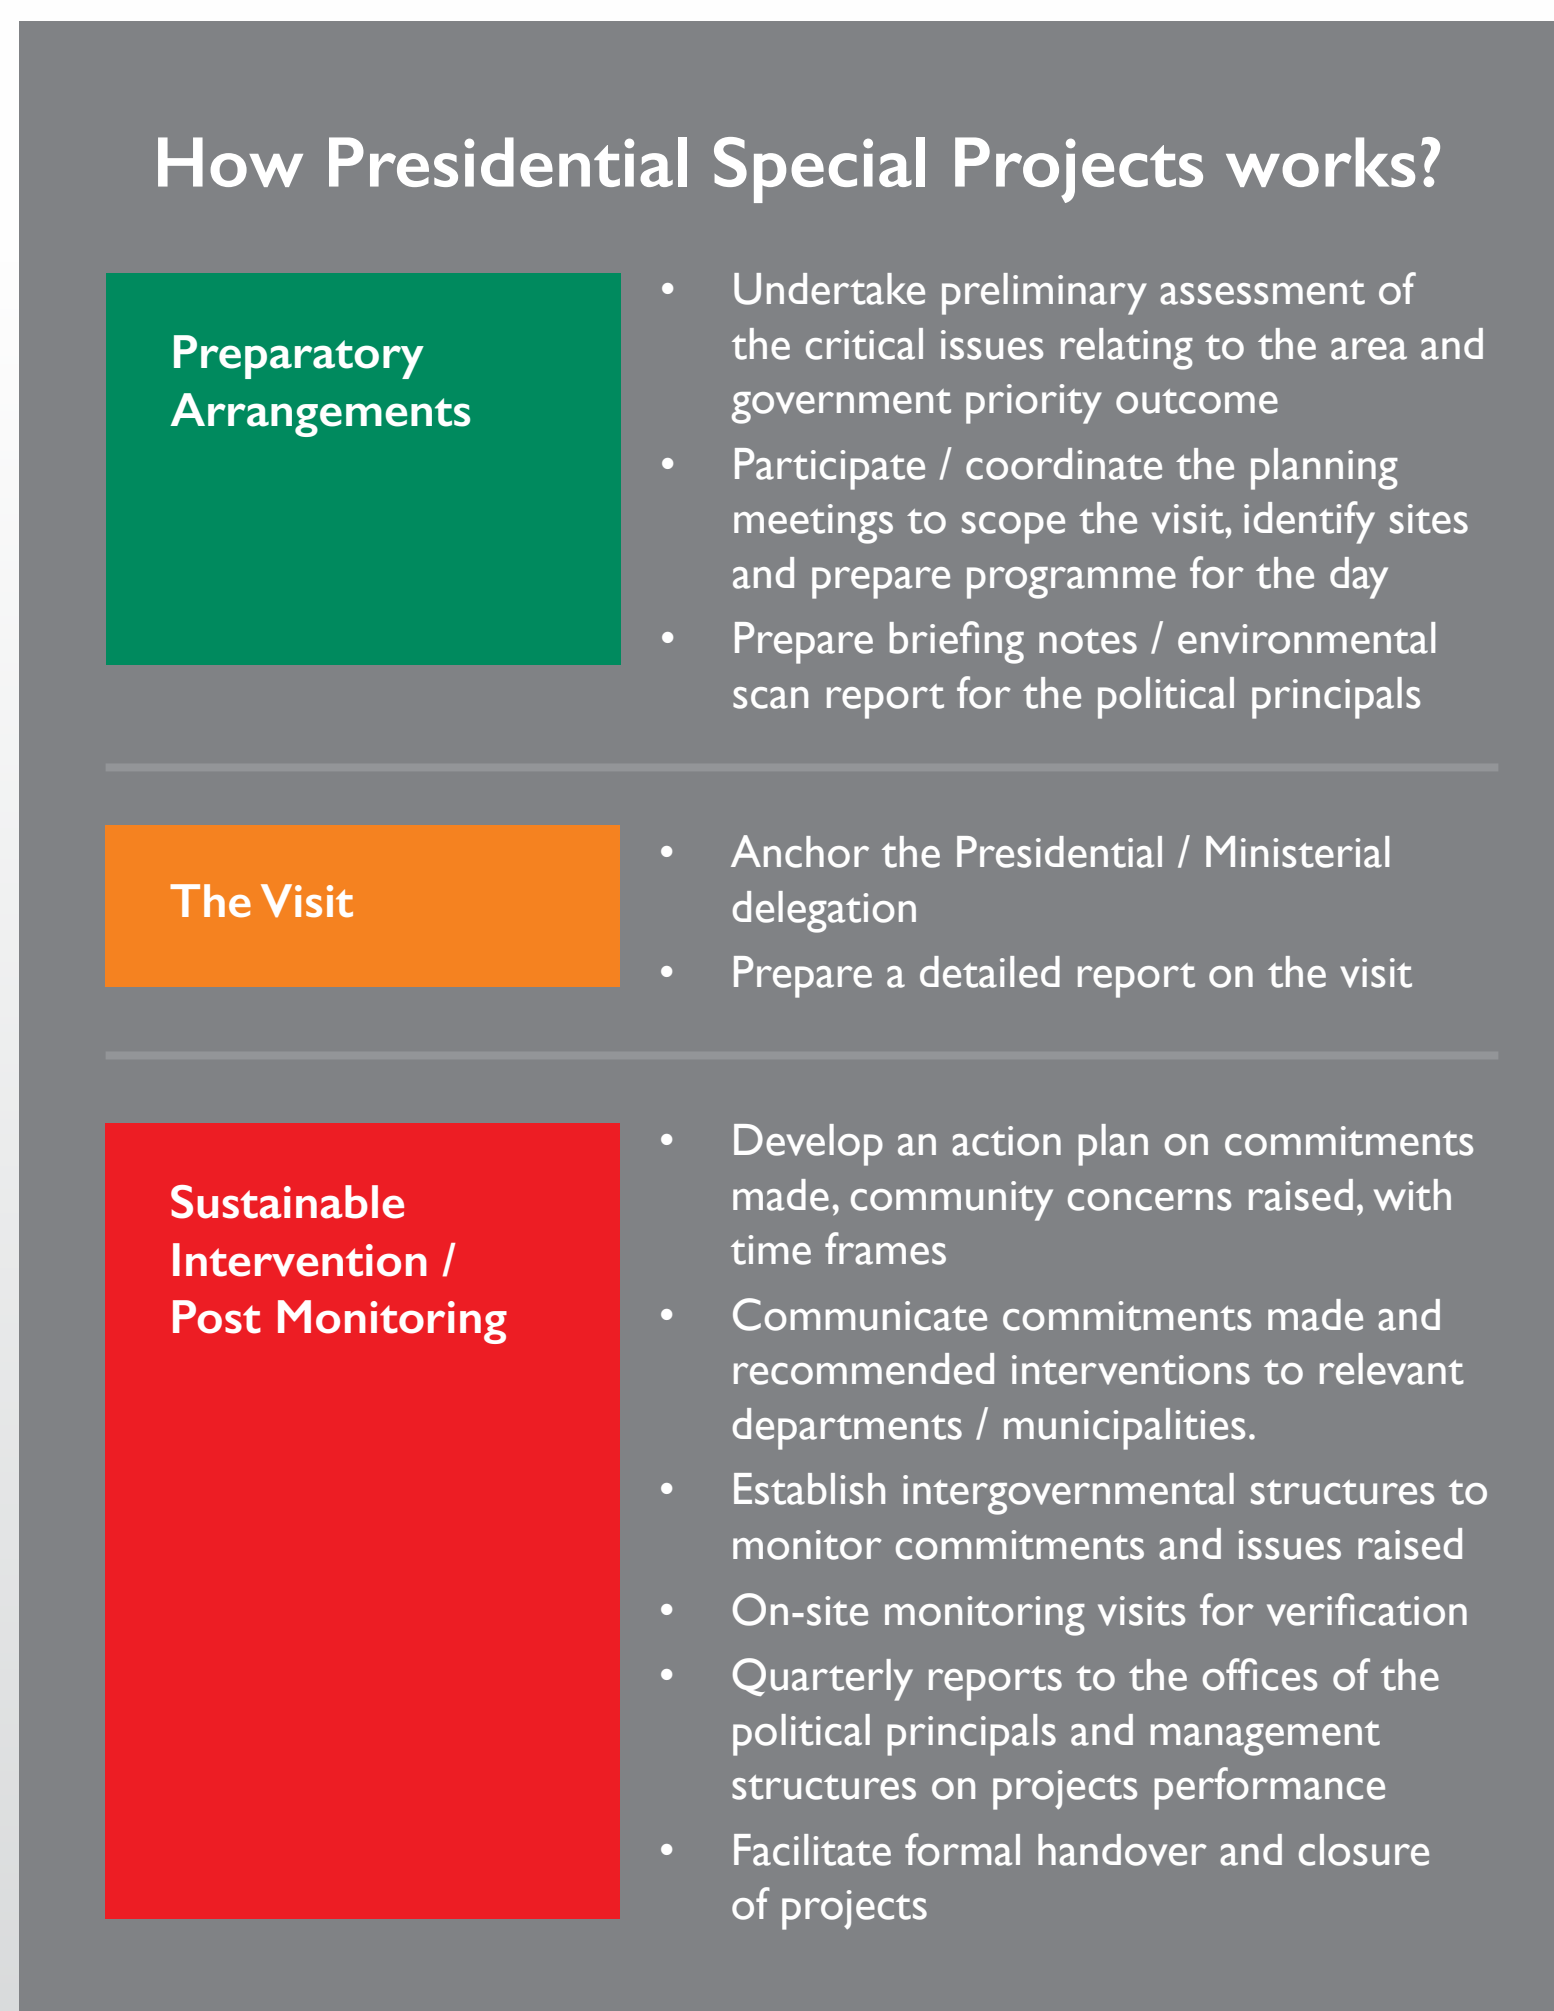 How Presidential Special Projects works?
Preparatory
Arrangements
• Undertake preliminary assessment of
the critical issues relating to the area and
government priority outcome
• Participate / coordinate the planning
meetings to scope the visit, identify sites
and prepare programme for the day
• Prepare briefing notes / environmental
scan report for the political principals
The Visit
• Anchor the Presidential / Ministerial
delegation
• Prepare a detailed report on the visit
Sustainable
Intervention /
Post Monitoring
• Develop an action plan on commitments
made, community concerns raised, with
time frames
• Communicate commitments made and
recommended interventions to relevant
departments / municipalities.
• Establish intergovernmental structures to
monitor commitments and issues raised
• On-site monitoring visits for verification
• Quarterly reports to the offices of the
political principals and management
structures on projects performance
• Facilitate formal handover and closure
of projects